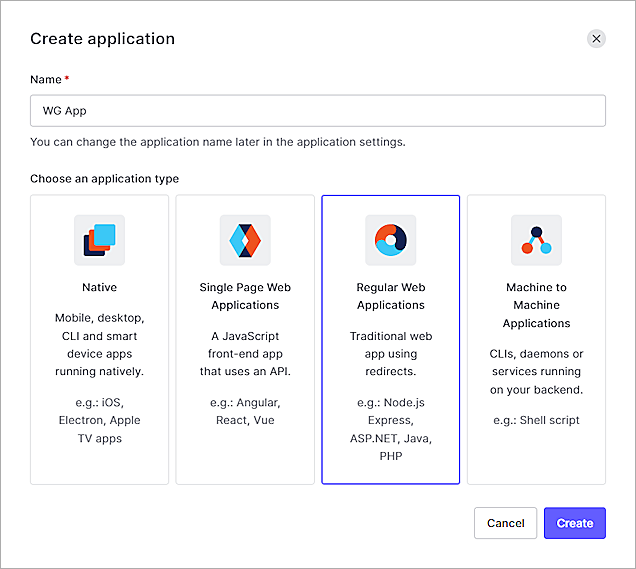 Create application
Name *
WG App
You can change the application name later in the application settings.
Choose an application type
Native
Mobile, desktop,
CLI and smart
device apps
running natively.
e.g.: iOS,
Electron, Apple
TV apps
Single Page Web
Applications
A JavaScript
front-end app
that uses an API.
e.g.: Angular,
React, Vue
Regular Web
Applications
Traditional web
app using
redirects.
e.g.: Node.js
Express,
ASP.NET, Java,
PHP
Machine to
Machine
Applications
CLIs, daemons or
services running
on your backend.
e.g.: Shell script
Cancel
Create